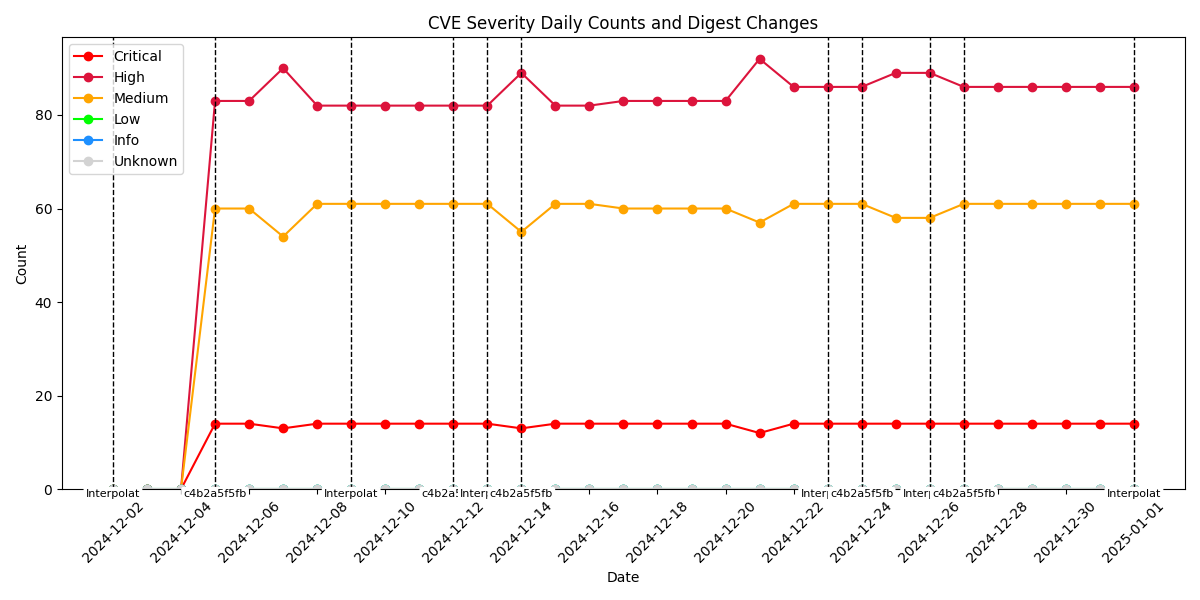 CVE Severity Daily Counts and Digest Changes
Critical
High
Medium
Low
Info
Unknown
Count
80
60
40
20
0
Interpolat
c4b2a5f5fb
Interpolat
c4b2a
Inter
c4b2a5f5fb
Inter
c4b2a5f5fb
Inter
c4b2a5f5fb
Interpolat
2024-12-02
2024-12-04
2024-12-06
2024-12-08
2024-12-10
2024-12-12
2024-12-14
2024-12-16
2024-12-18
2024-12-20
2024-12-22
2024-12-24
2024-12-26
2024-12-28
2024-12-30
2025-01-01
Date